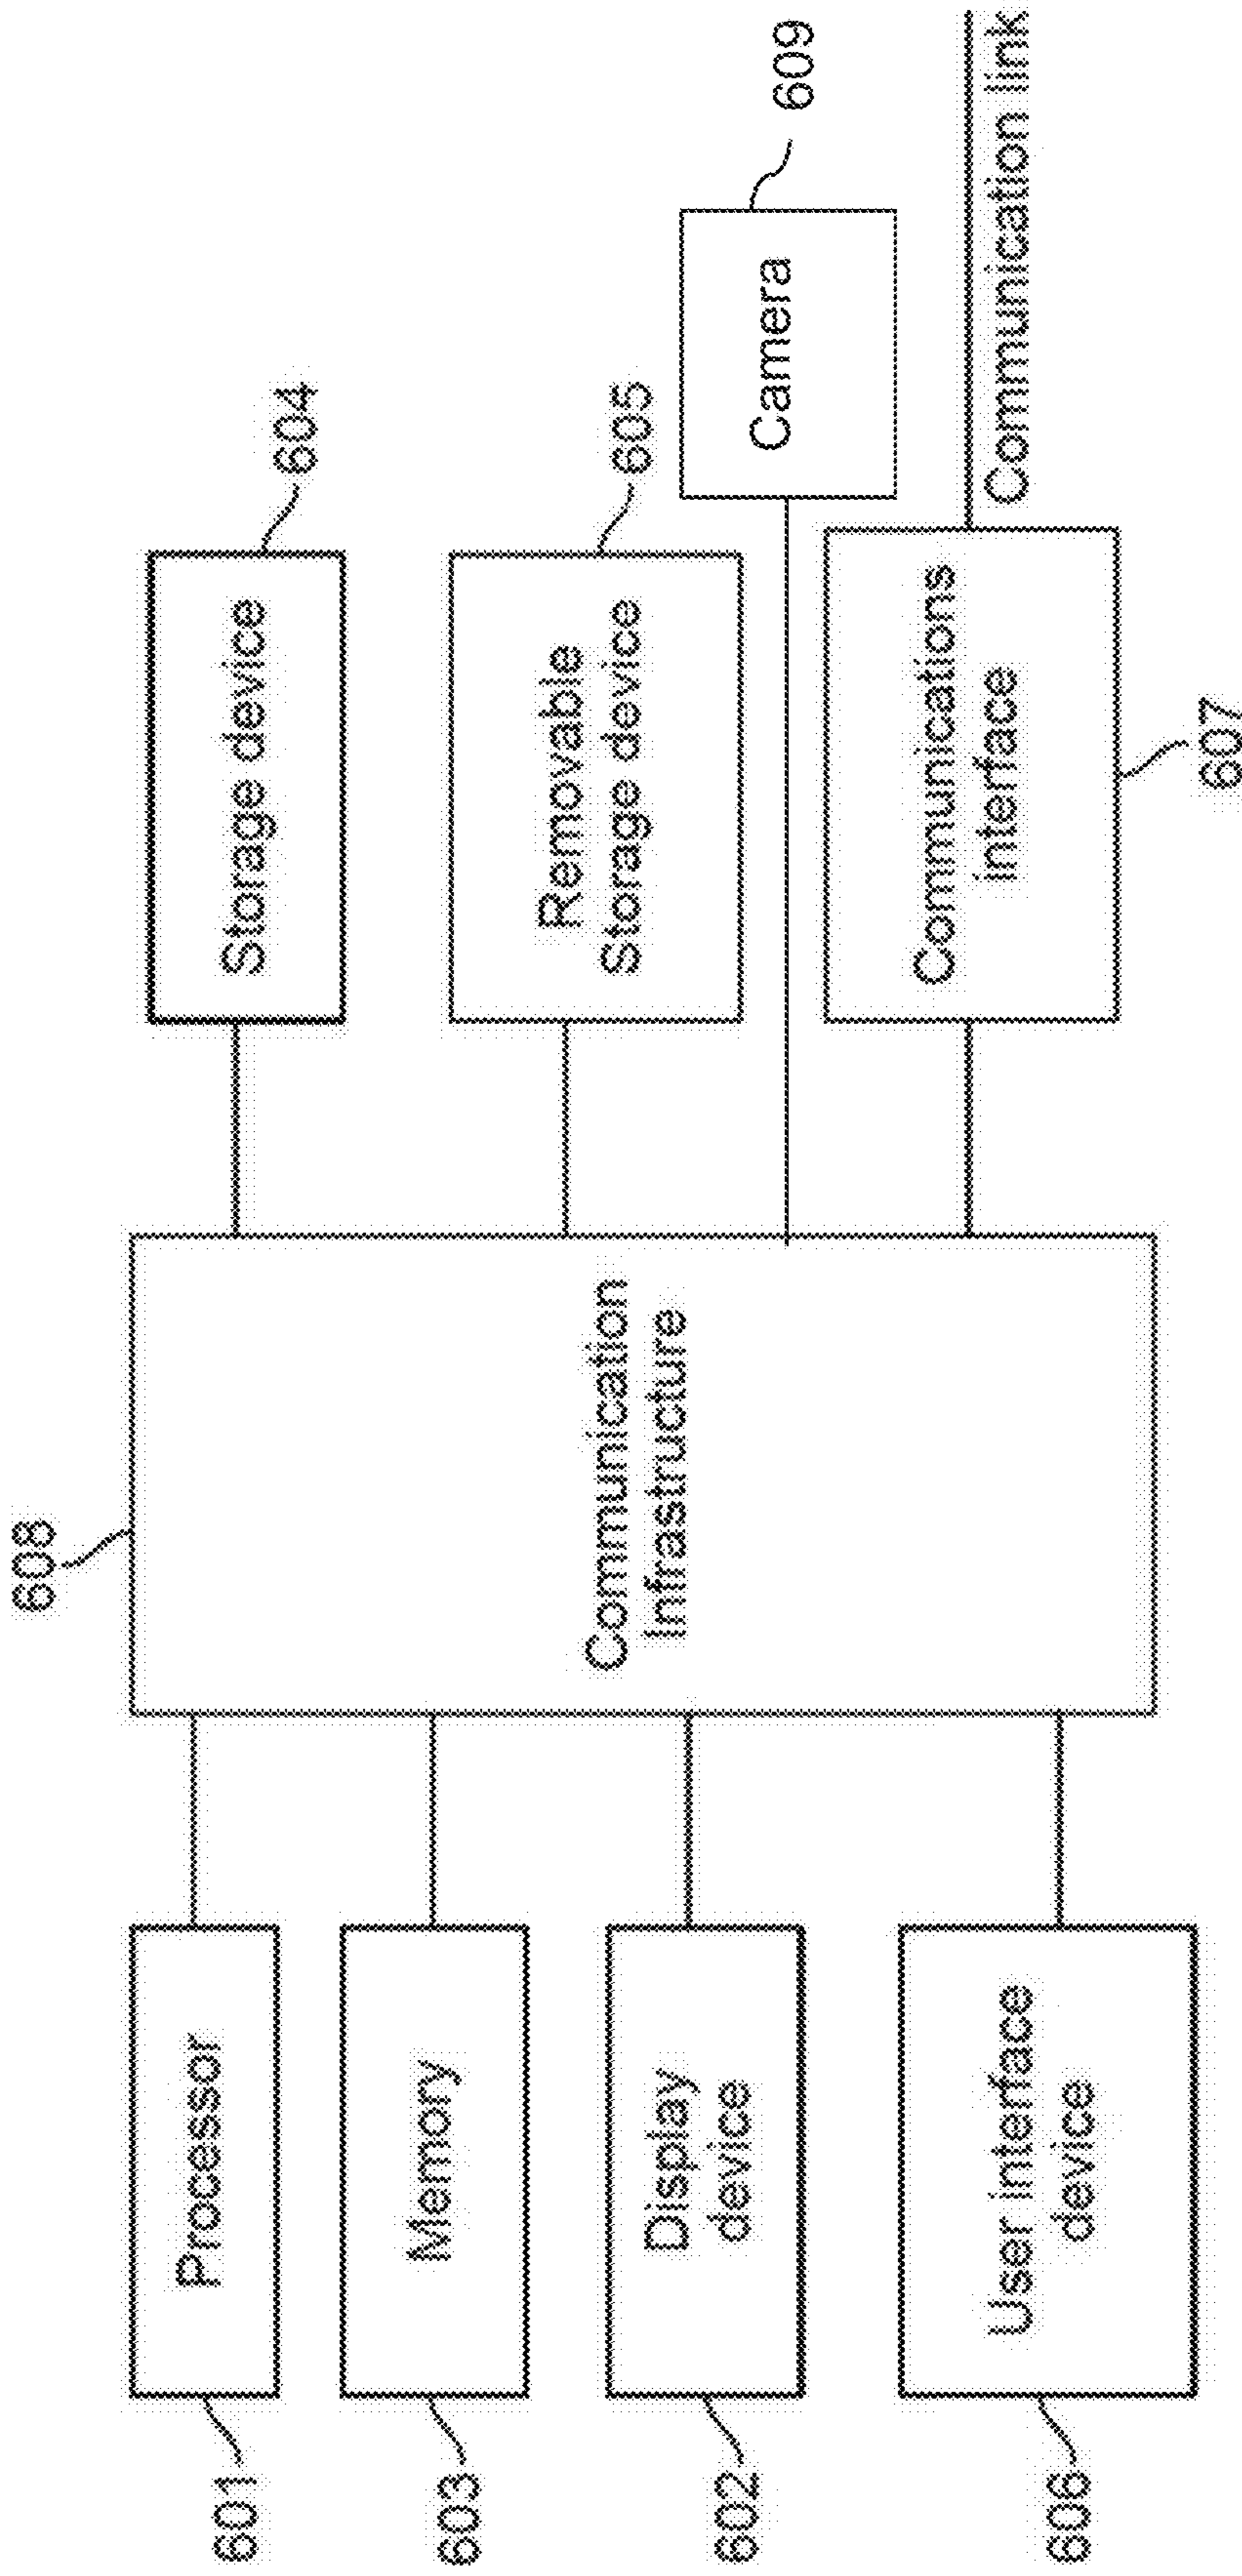 608
601
Processor
603
Memory
602
Display
device
606
User interface
device
Communication
Infrastructure
Storage device
604
Removable
Storage device
605
Camera
609
Communications
interface
607
Communication link